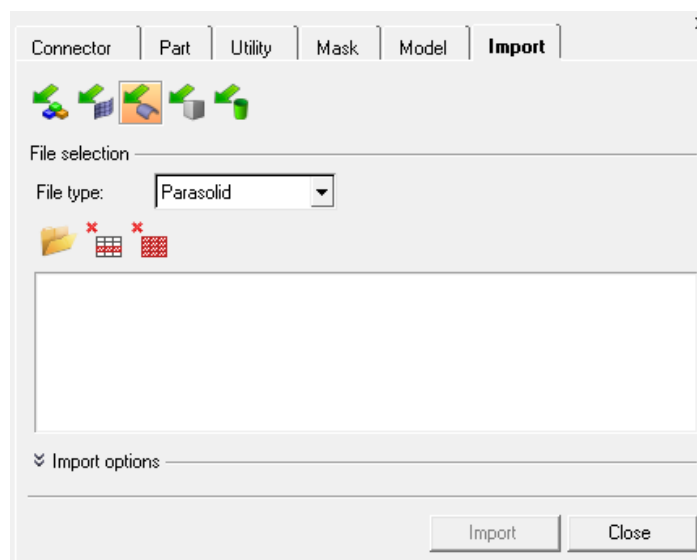 Connector Part Utility Mask Model Import
File selection
File type: Parasolid
Import options
Import Close